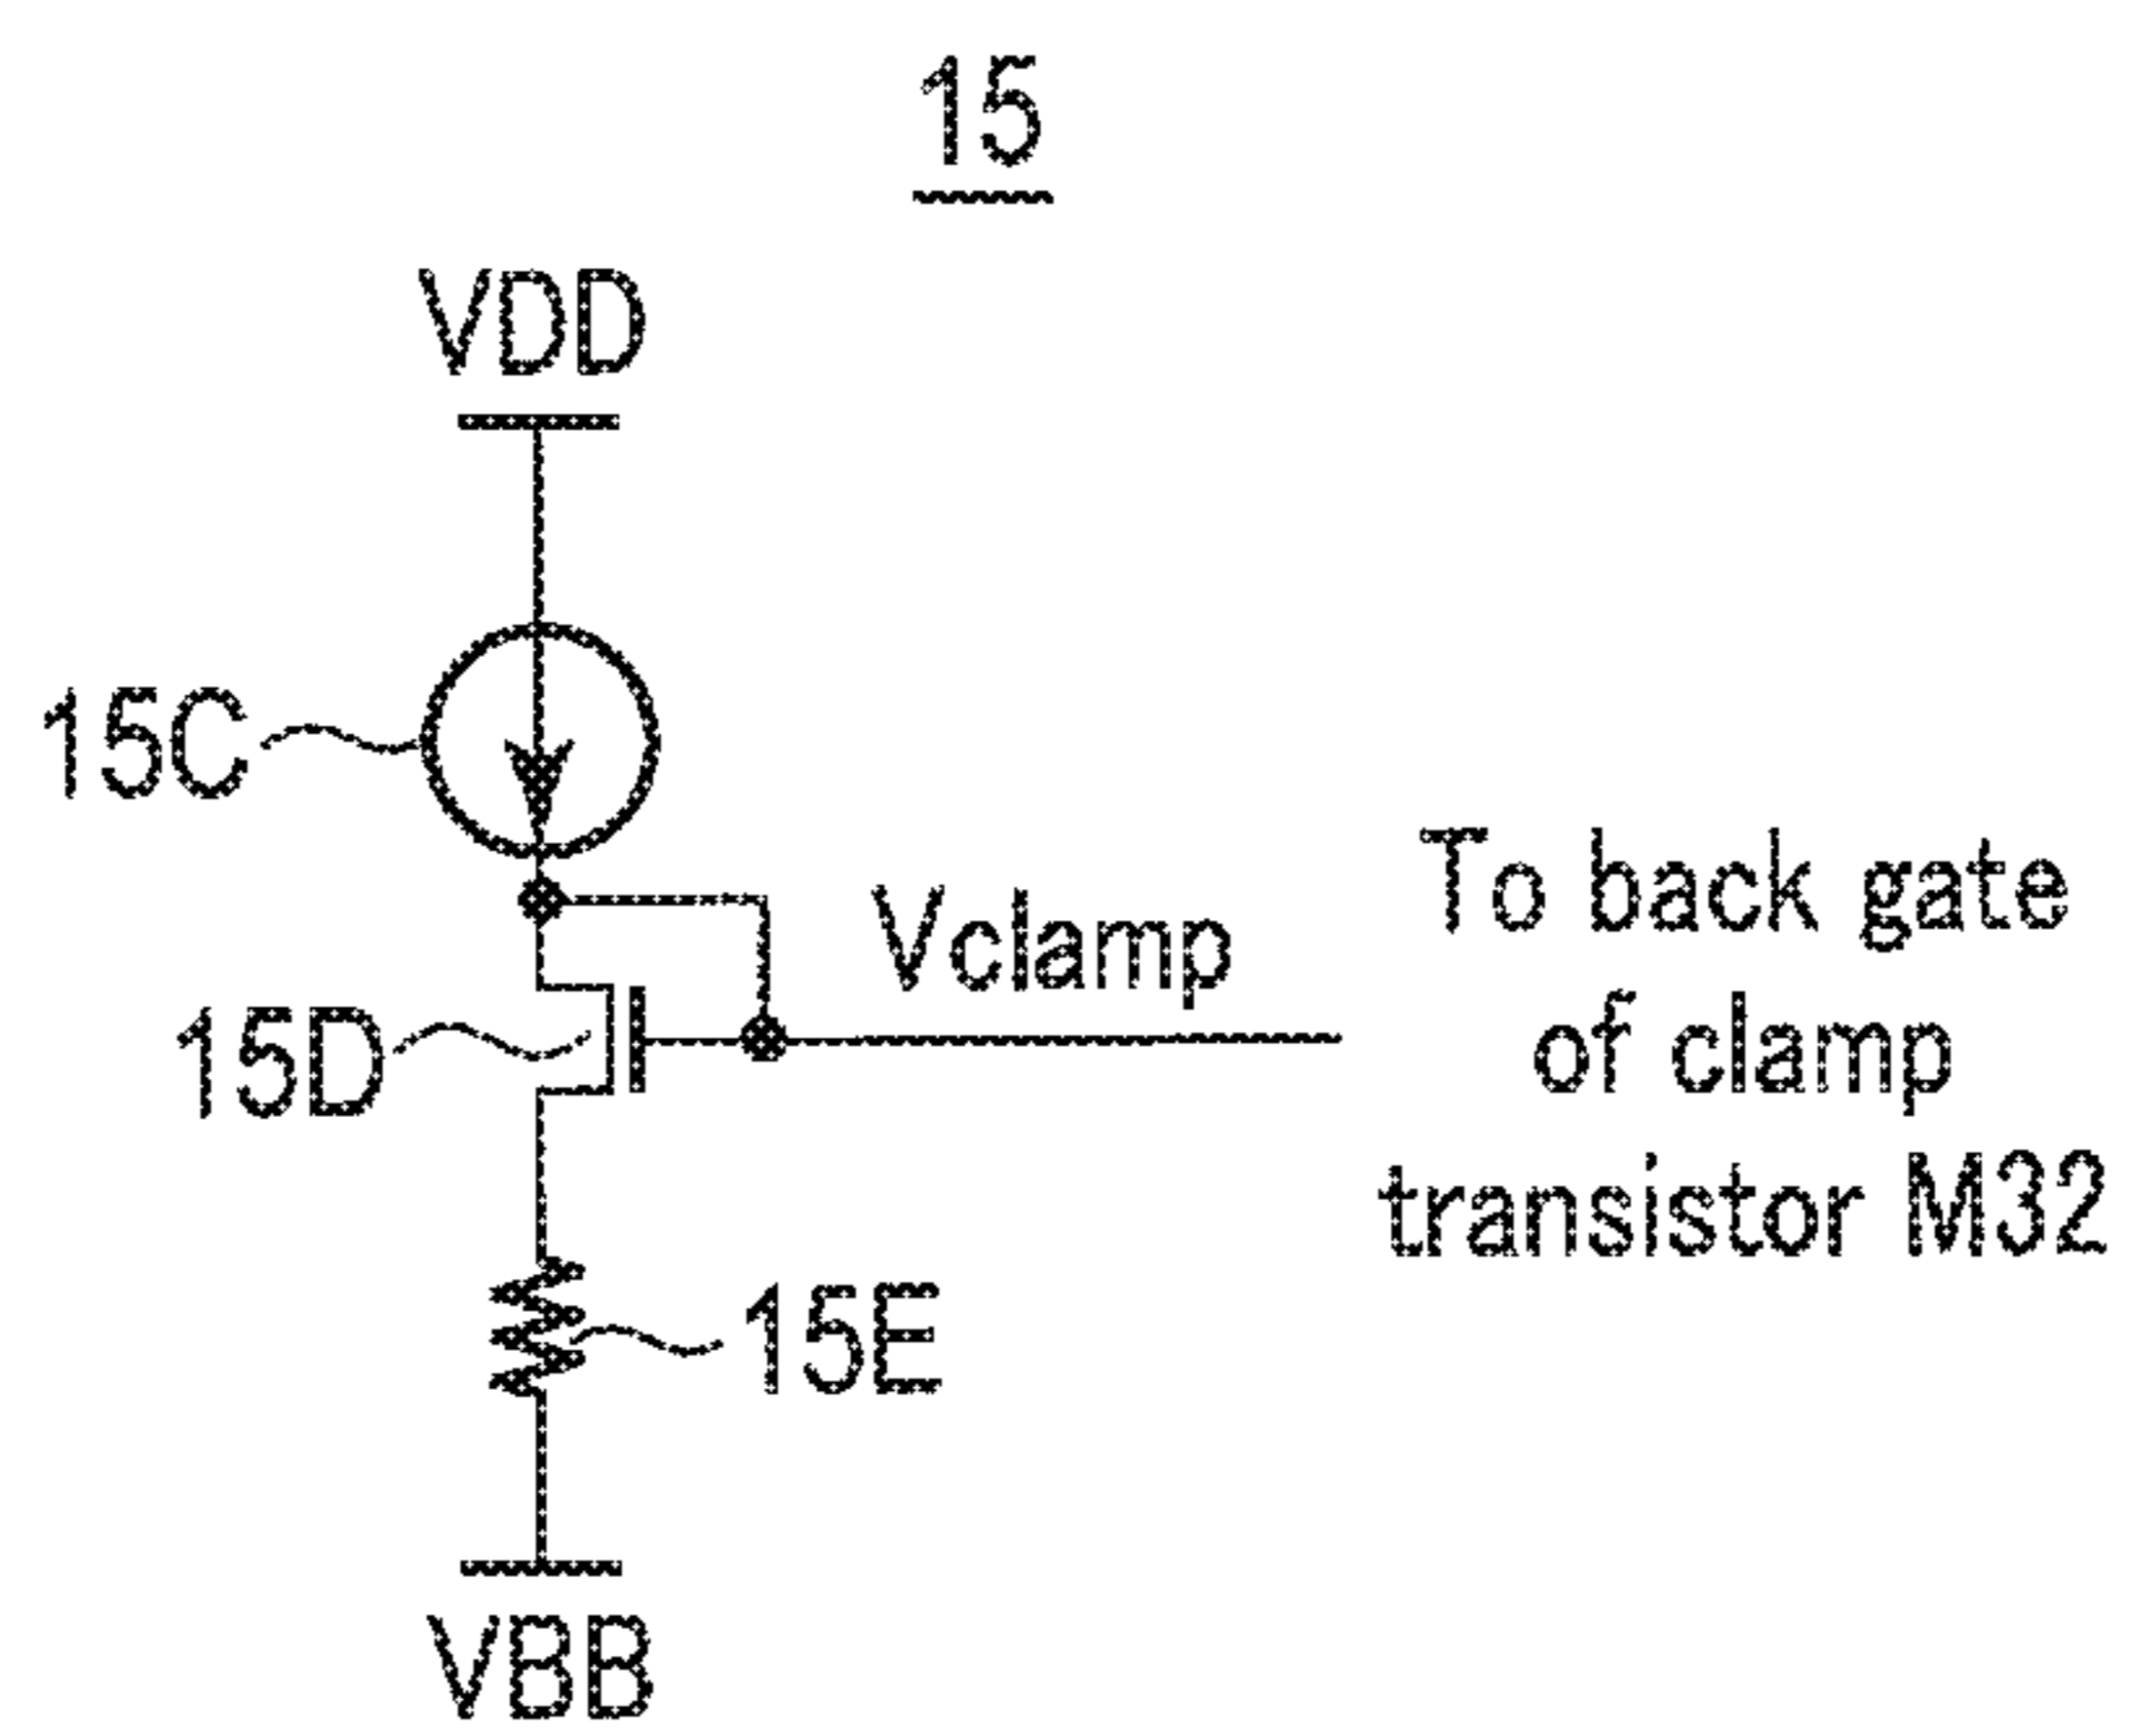 15
VDD
15C
Vclamp
To back gate
of clamp
transistor M32
15D
15E
VBB